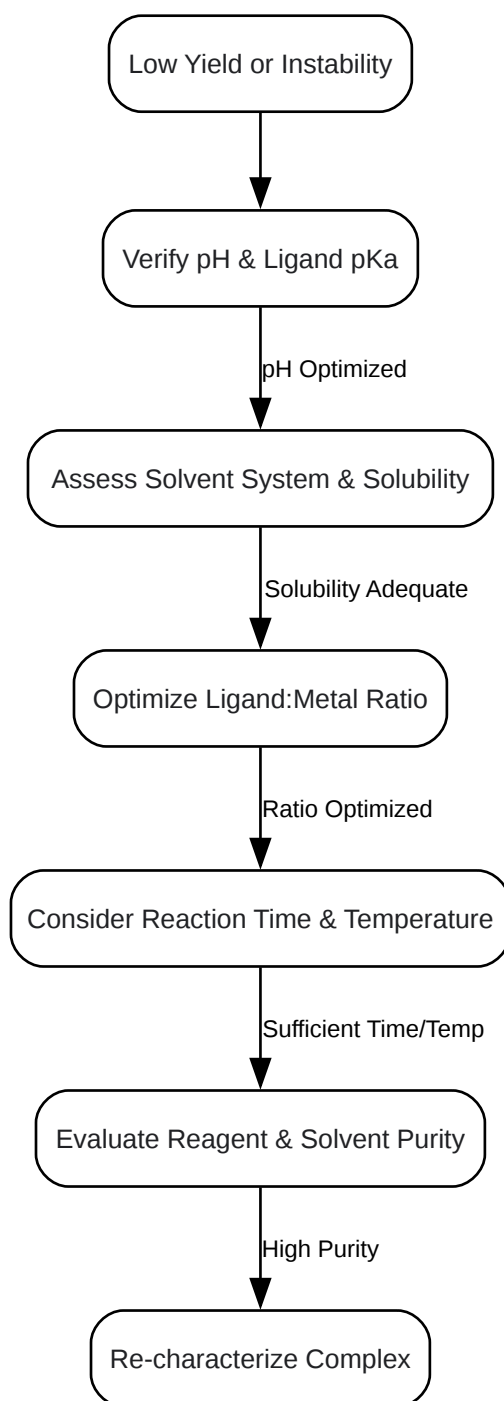 Low Yield or Instability
Verify pH & Ligand pKa
pH Optimized
Assess Solvent System & Solubility
Solubility Adequate
Optimize Ligand:Metal Ratio
Ratio Optimized
Consider Reaction Time & Temperature
Sufficient Time/Temp
Evaluate Reagent & Solvent Purity
High Purity
Re-characterize Complex